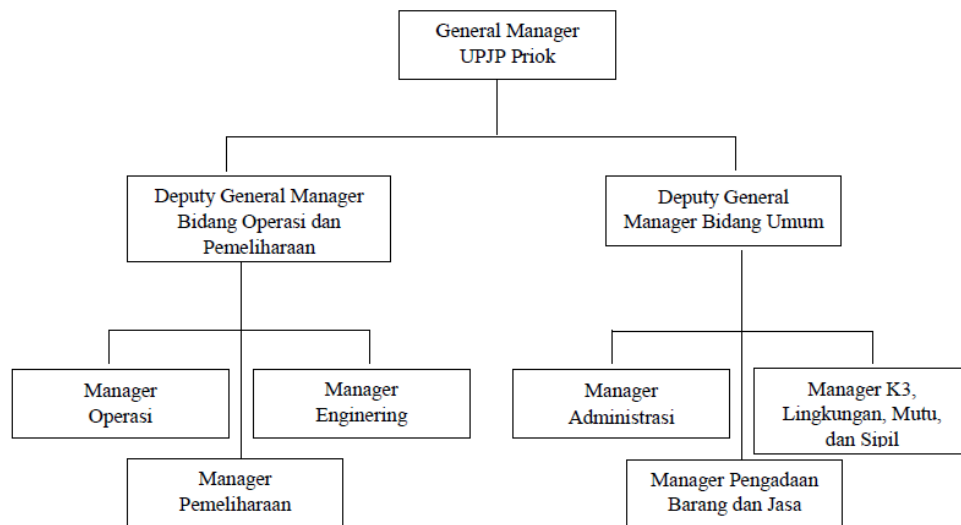 General Manager
UPJP Priok
Deputy General Manager
Bidang Operasi dan
Pemeliharaan
Deputy General
Manager Bidang Umum
Manager
Operasi
Manager
Enginering
Manager
Administrasi
Manager K3,
Lingkungan, Mutu,
dan Sipil
Manager
Pemeliharaan
Manager Pengadaan
Barang dan Jasa